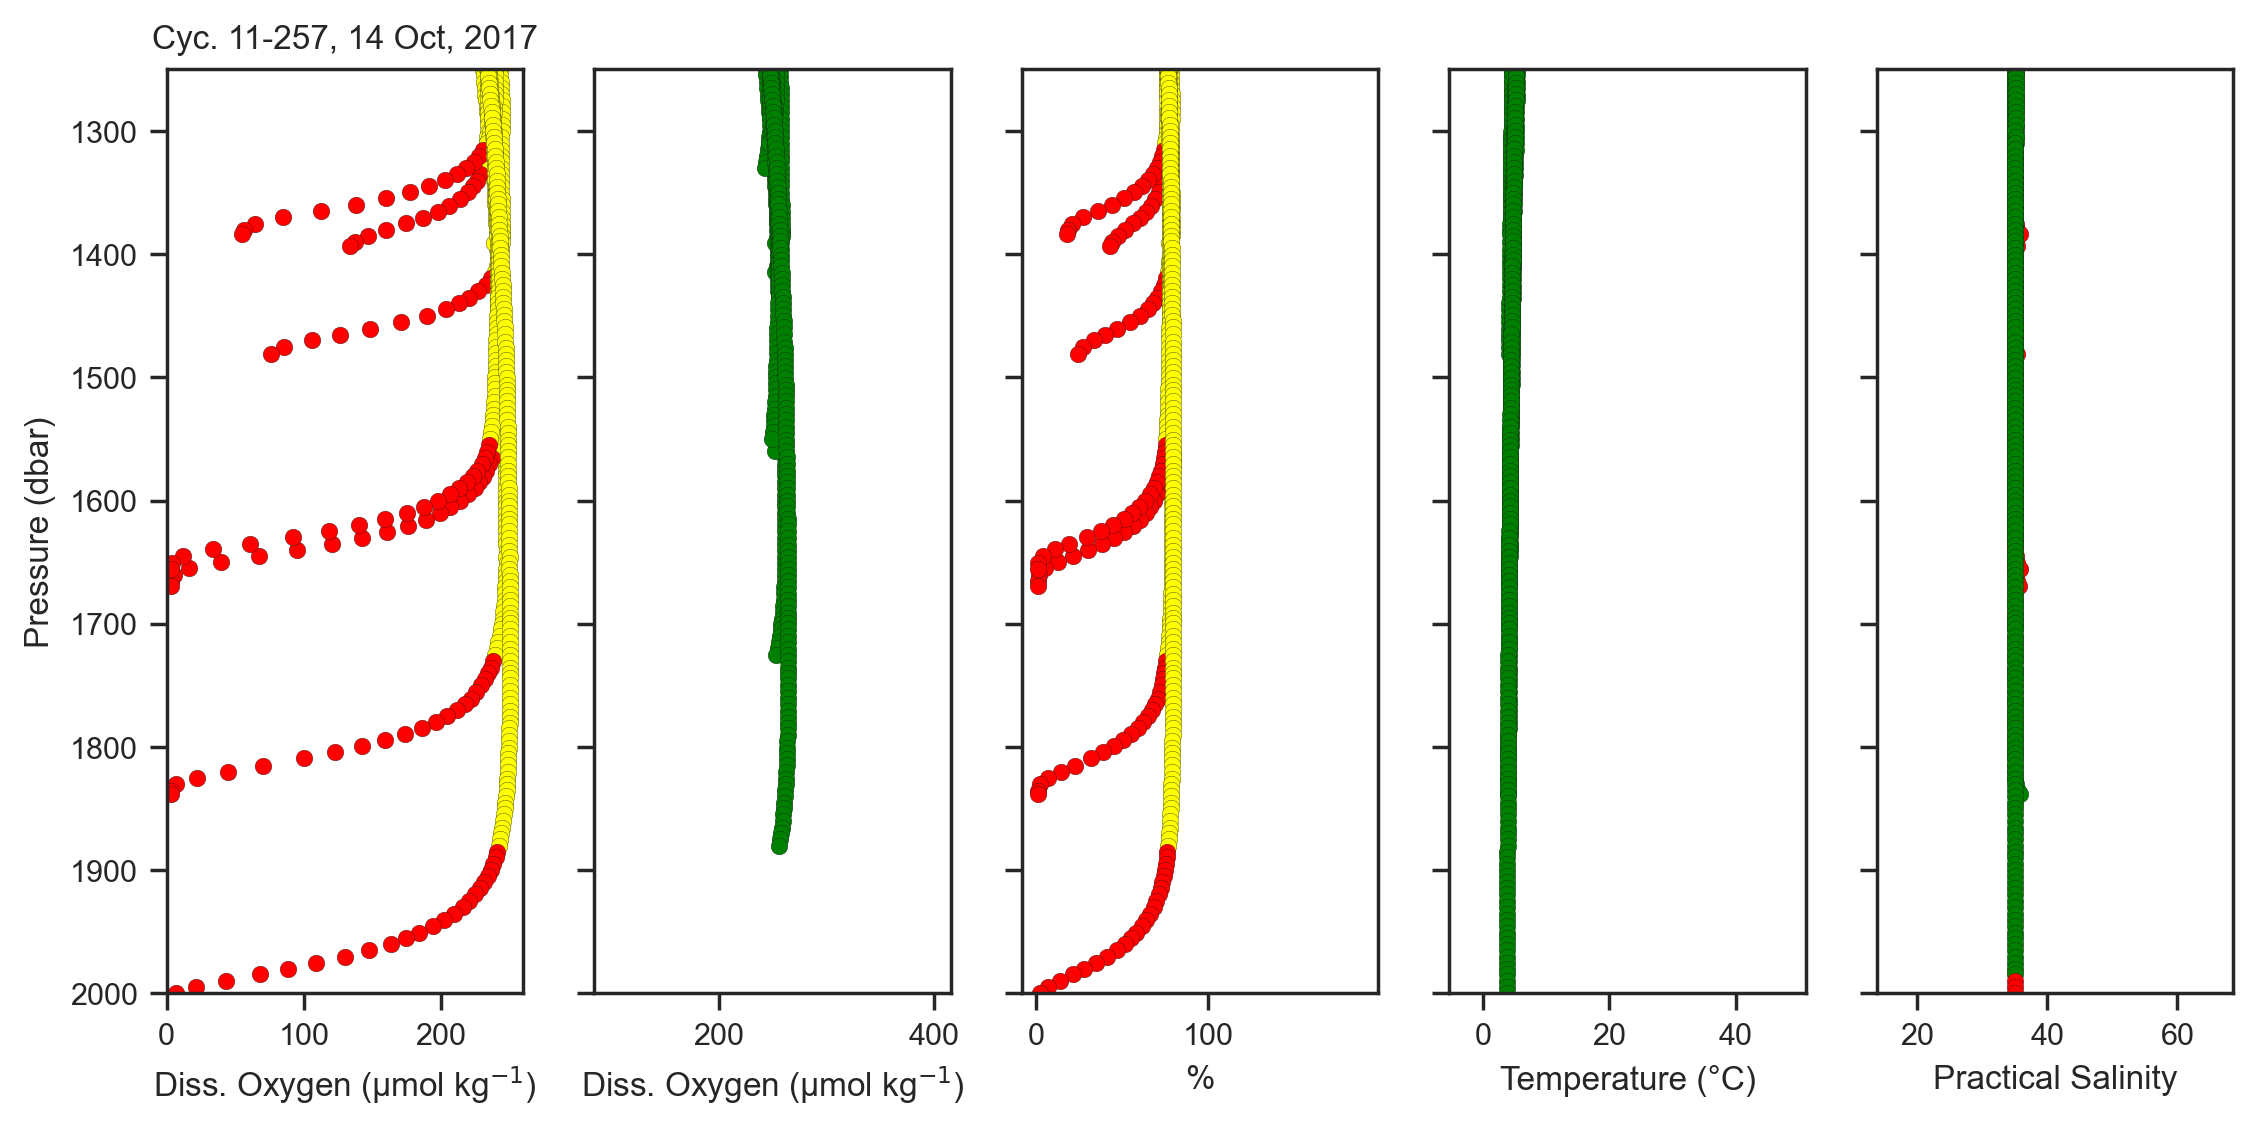 Cyc. 11-257, 14 Oct, 2017
Pressure (dbar)
1300
1400
1500
1600
1700
1800
1900
2000
0 100 200
Diss. Oxygen (µmol kg⁻¹)
200 400
Diss. Oxygen (µmol kg⁻¹)
0 100
%
0 20 40
Temperature (°C)
20 40 60
Practical Salinity